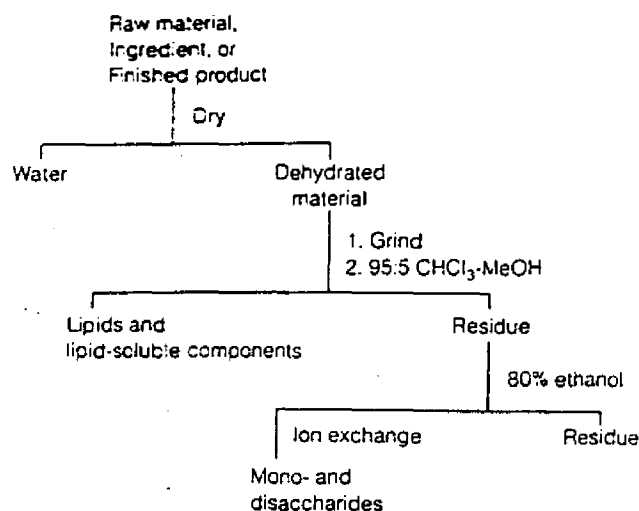 Raw material,
Ingredient, or
Finished product
Dry
Water
Dehydrated
material
1. Grind
2. 95:5 CHCl₃-MeOH
Lipids and
lipid-soluble components
Residue
80% ethanol
Ion exchange
Residue
Mono- and
disaccharides